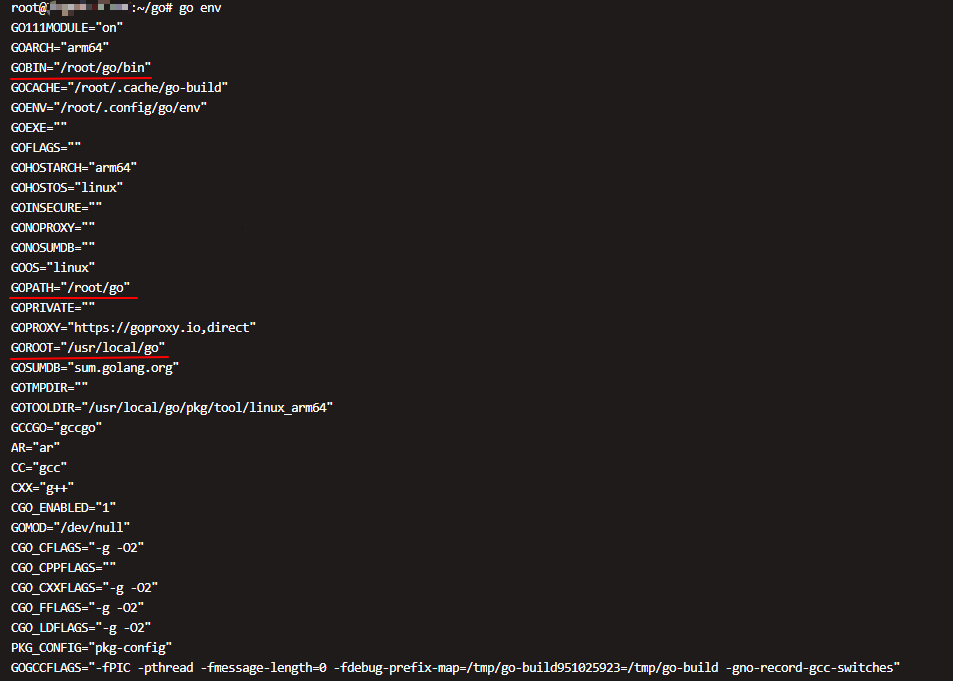 root@:~/go# go env
GO111MODULE="on"
GOARCH="arm64"
GOBIN="/root/go/bin"
GOCACHE="/root/.cache/go-build"
GOENV="/root/.config/go/env"
GOEXE=""
GOFLAGS=""
GOHOSTARCH="arm64"
GOHOSTOS="linux"
GOINSECURE=""
GONOPROXY=""
GONOSUMDB=""
GOOS="linux"
GOPATH="/root/go"
GOPRIVATE=""
GOPROXY="https://goproxy.io,direct"
GOROOT="/usr/local/go"
GOSUMDB="sum.golang.org"
GOTMPDIR=""
GOTOOLDIR="/usr/local/go/pkg/tool/linux_arm64"
GCCGO="gccgo"
AR="ar"
CC="gcc"
CXX="g++"
CGO_ENABLED="1"
GOMOD="/dev/null"
CGO_CFLAGS="-g -O2"
CGO_CPPFLAGS=""
CGO_CXXFLAGS="-g -O2"
CGO_FFLAGS="-g -O2"
CGO_LDFLAGS="-g -O2"
PKG_CONFIG="pkg-config"
GOGCCFLAGS="-fPIC -pthread -fmessage-length=0 -fdebug-prefix-map=/tmp/go-build951025923=/tmp/go-build -gno-record-gcc-switches"